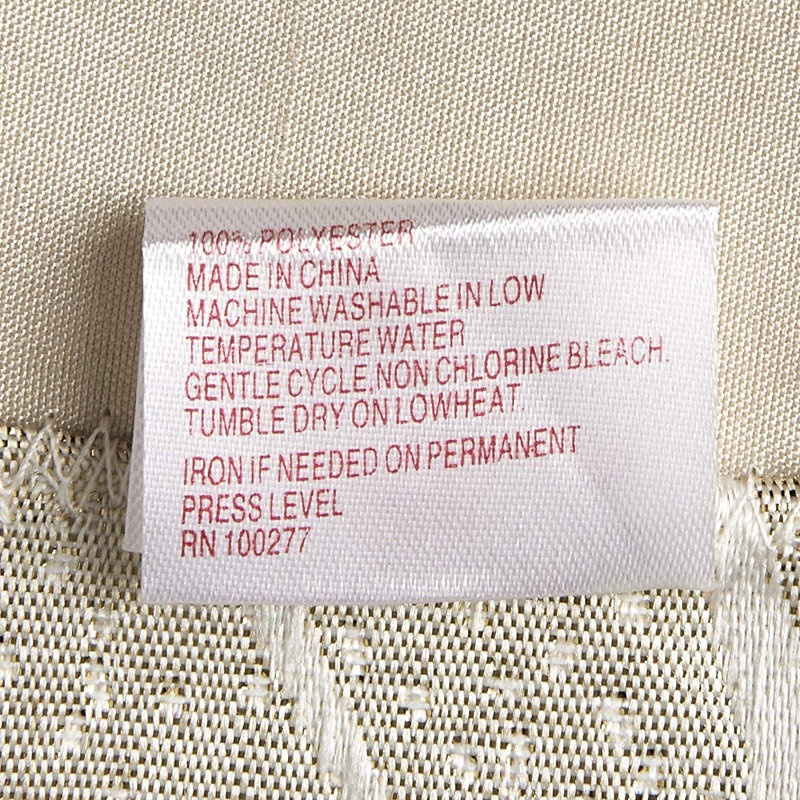 100% POLYESTER
MADE IN CHINA
MACHINE WASHABLE IN LOW
TEMPERATURE WATER
GENTLE CYCLE,NON CHLORINE BLEACH.
TUMBLE DRY ON LOWHEAT.
IRON IF NEEDED ON PERMANENT
PRESS LEVEL
RN 100277